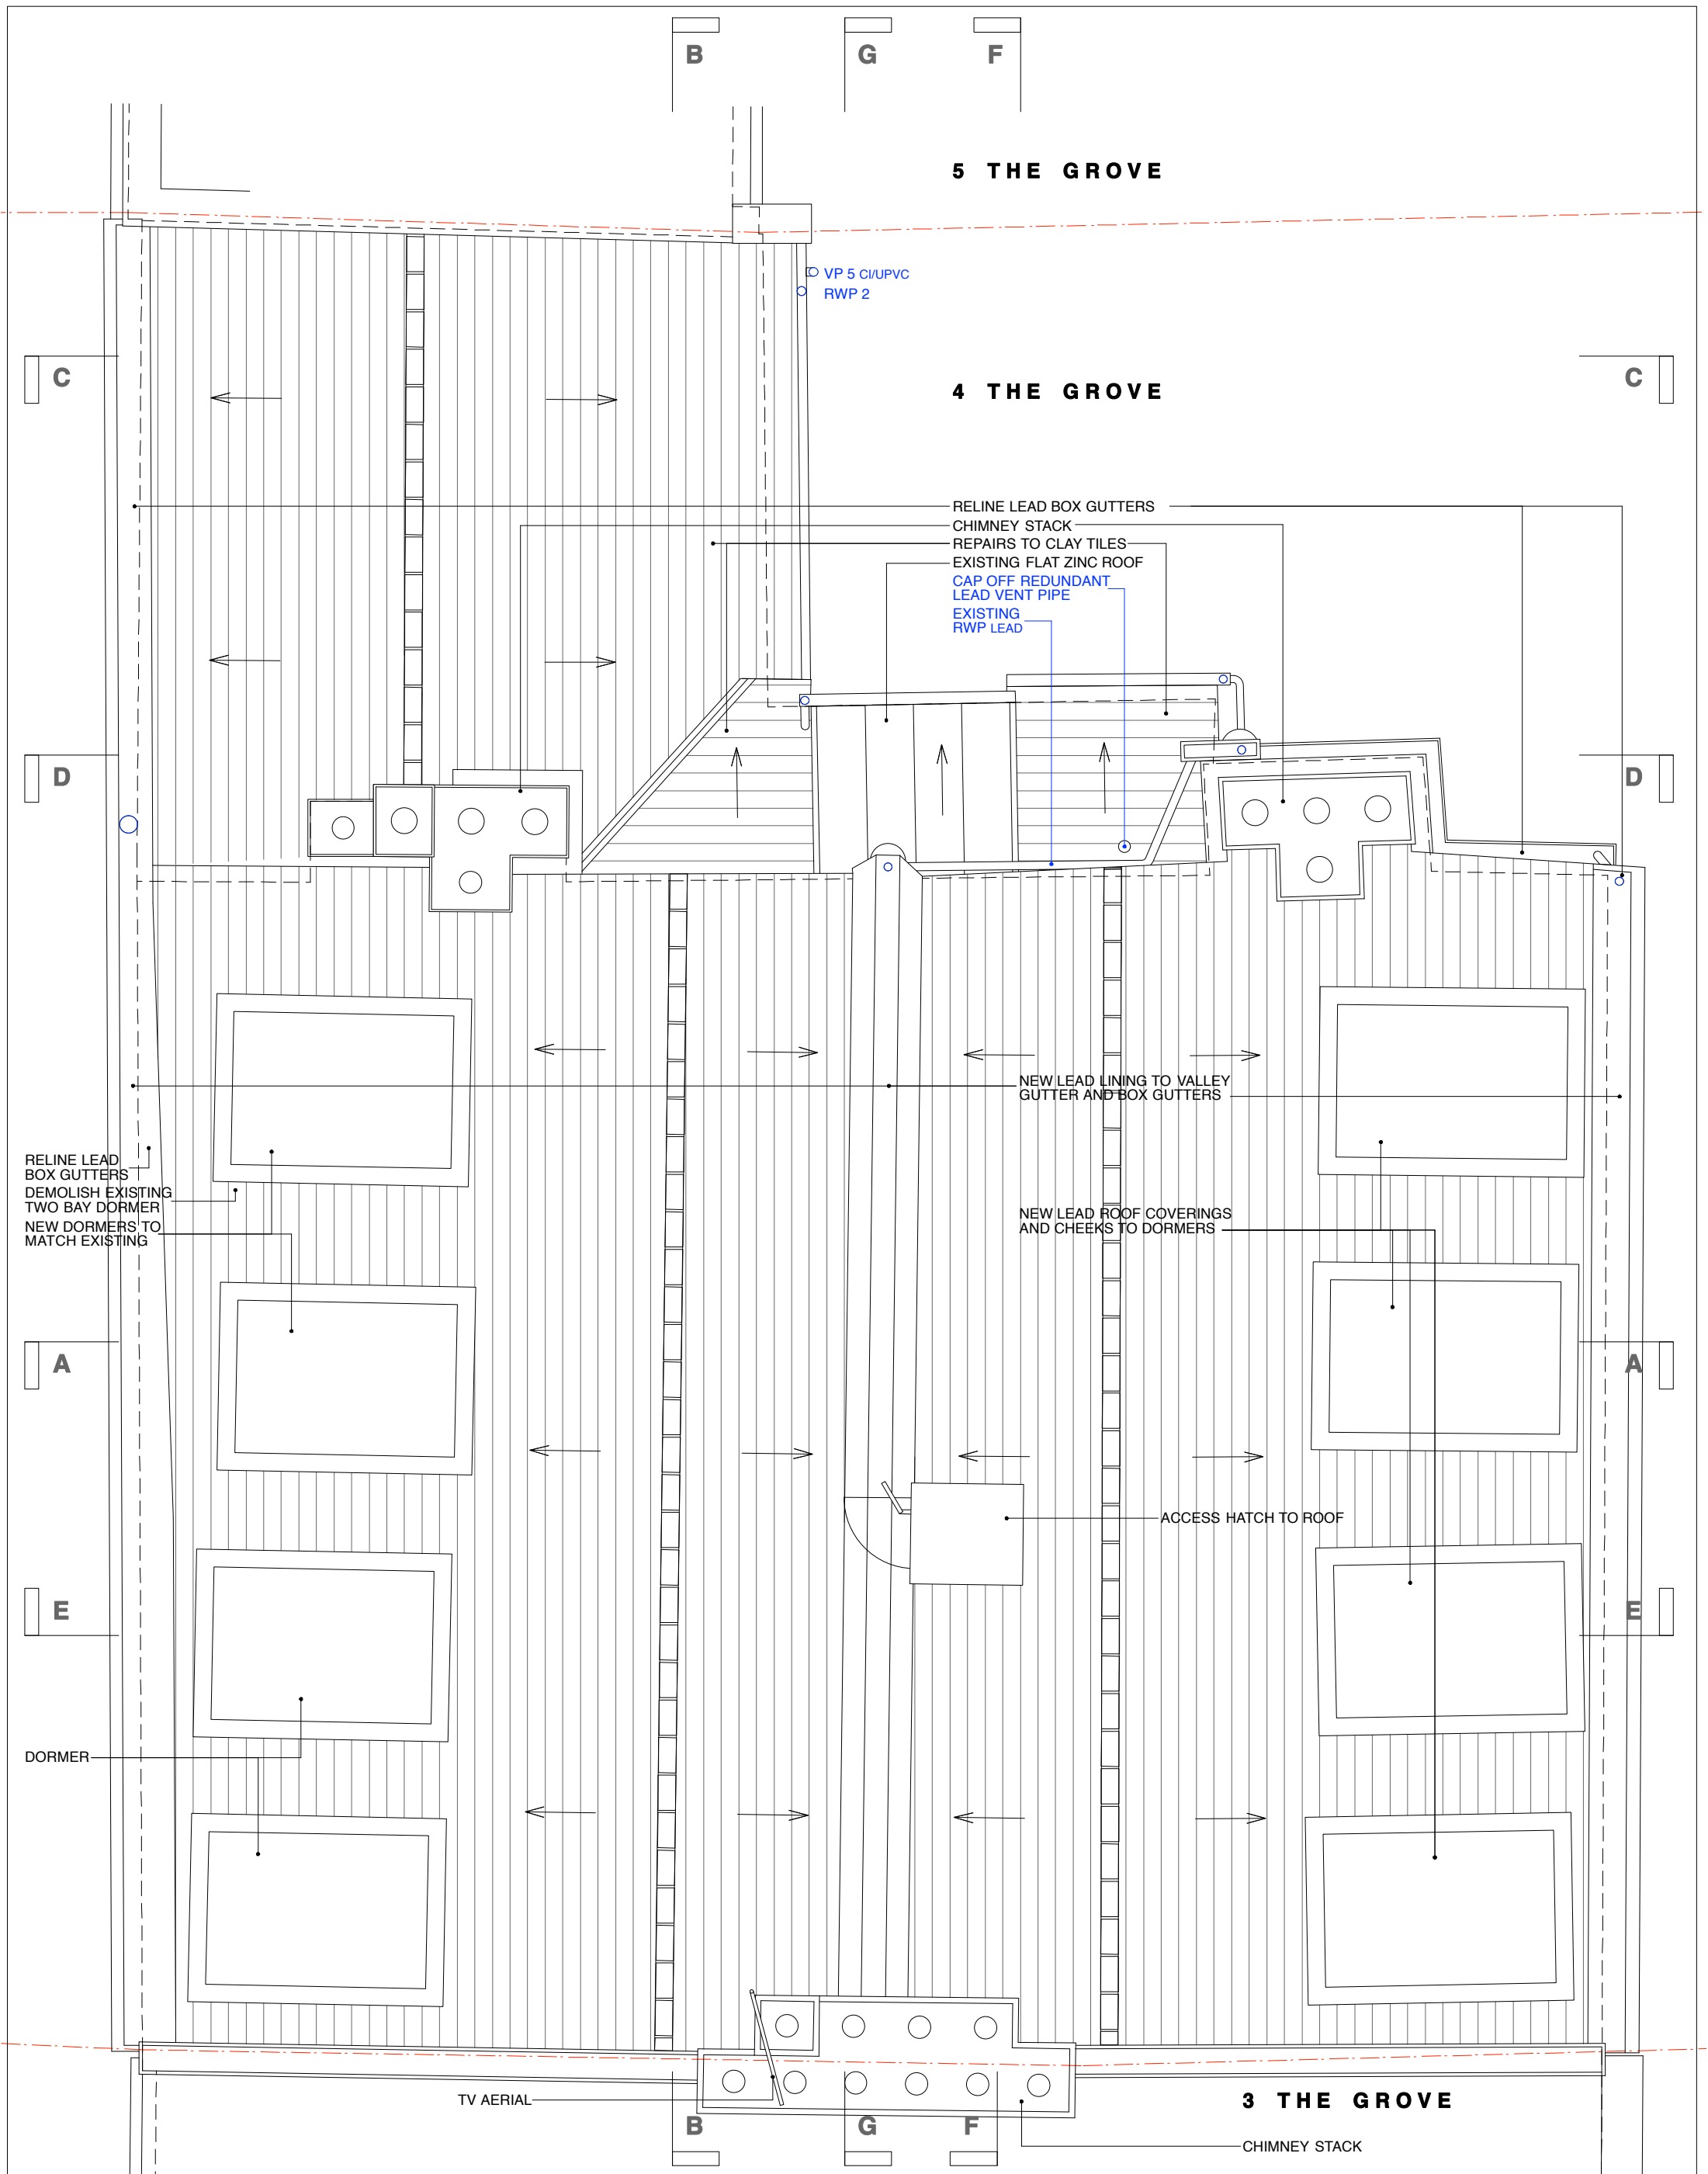 B G F
5 THE GROVE
VP 5 CI/UPVC
RWP 2
C C
4 THE GROVE
RELINE LEAD BOX GUTTERS
CHIMNEY STACK
REPAIRS TO CLAY TILES
EXISTING FLAT ZINC ROOF
CAP OFF REDUNDANT
LEAD VENT PIPE
EXISTING
RWP LEAD
D D
NEW LEAD LINING TO VALLEY
GUTTER AND BOX GUTTERS
RELINE LEAD
BOX GUTTERS
DEMOLISH EXISTING
TWO BAY DORMER
NEW DORMERS TO
MATCH EXISTING
NEW LEAD ROOF COVERINGS
AND CHEEKS TO DORMERS
A A
ACCESS HATCH TO ROOF
E E
DORMER
TV AERIAL
3 THE GROVE
B G F
CHIMNEY STACK